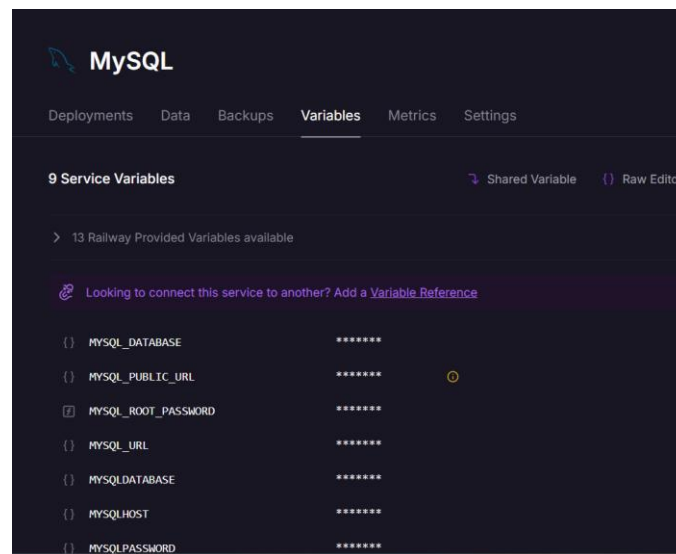 MySQL
Deployments Data Backups Variables Metrics Settings
9 Service Variables Shared Variable {} Raw Edito
13 Railway Provided Variables available
Looking to connect this service to another? Add a Variable Reference
{} MYSQL_DATABASE *******
{} MYSQL_PUBLIC_URL *******
MYSQL_ROOT_PASSWORD *******
{} MYSQL_URL *******
{} MYSQLDATABASE *******
{} MYSQLHOST *******
{} MYSQLPASSWORD *******